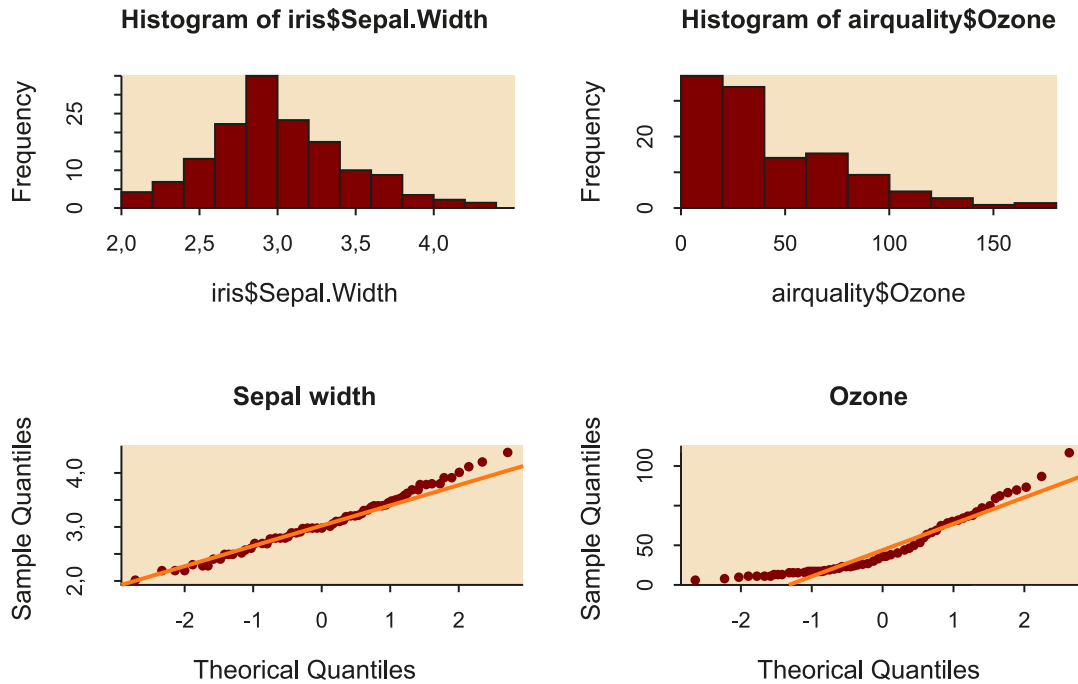 Histogram of iris$Sepal.Width
Frequency
25
10
0
2,0 2,5 3,0 3,5 4,0
iris$Sepal.Width
Histogram of airquality$Ozone
Frequency
20
0
0 50 100 150
airquality$Ozone
Sepal width
Sample Quantiles
4,0
3,0
2,0
-2 -1 0 1 2
Theorical Quantiles
Ozone
Sample Quantiles
100
50
0
-2 -1 0 1 2
Theorical Quantiles